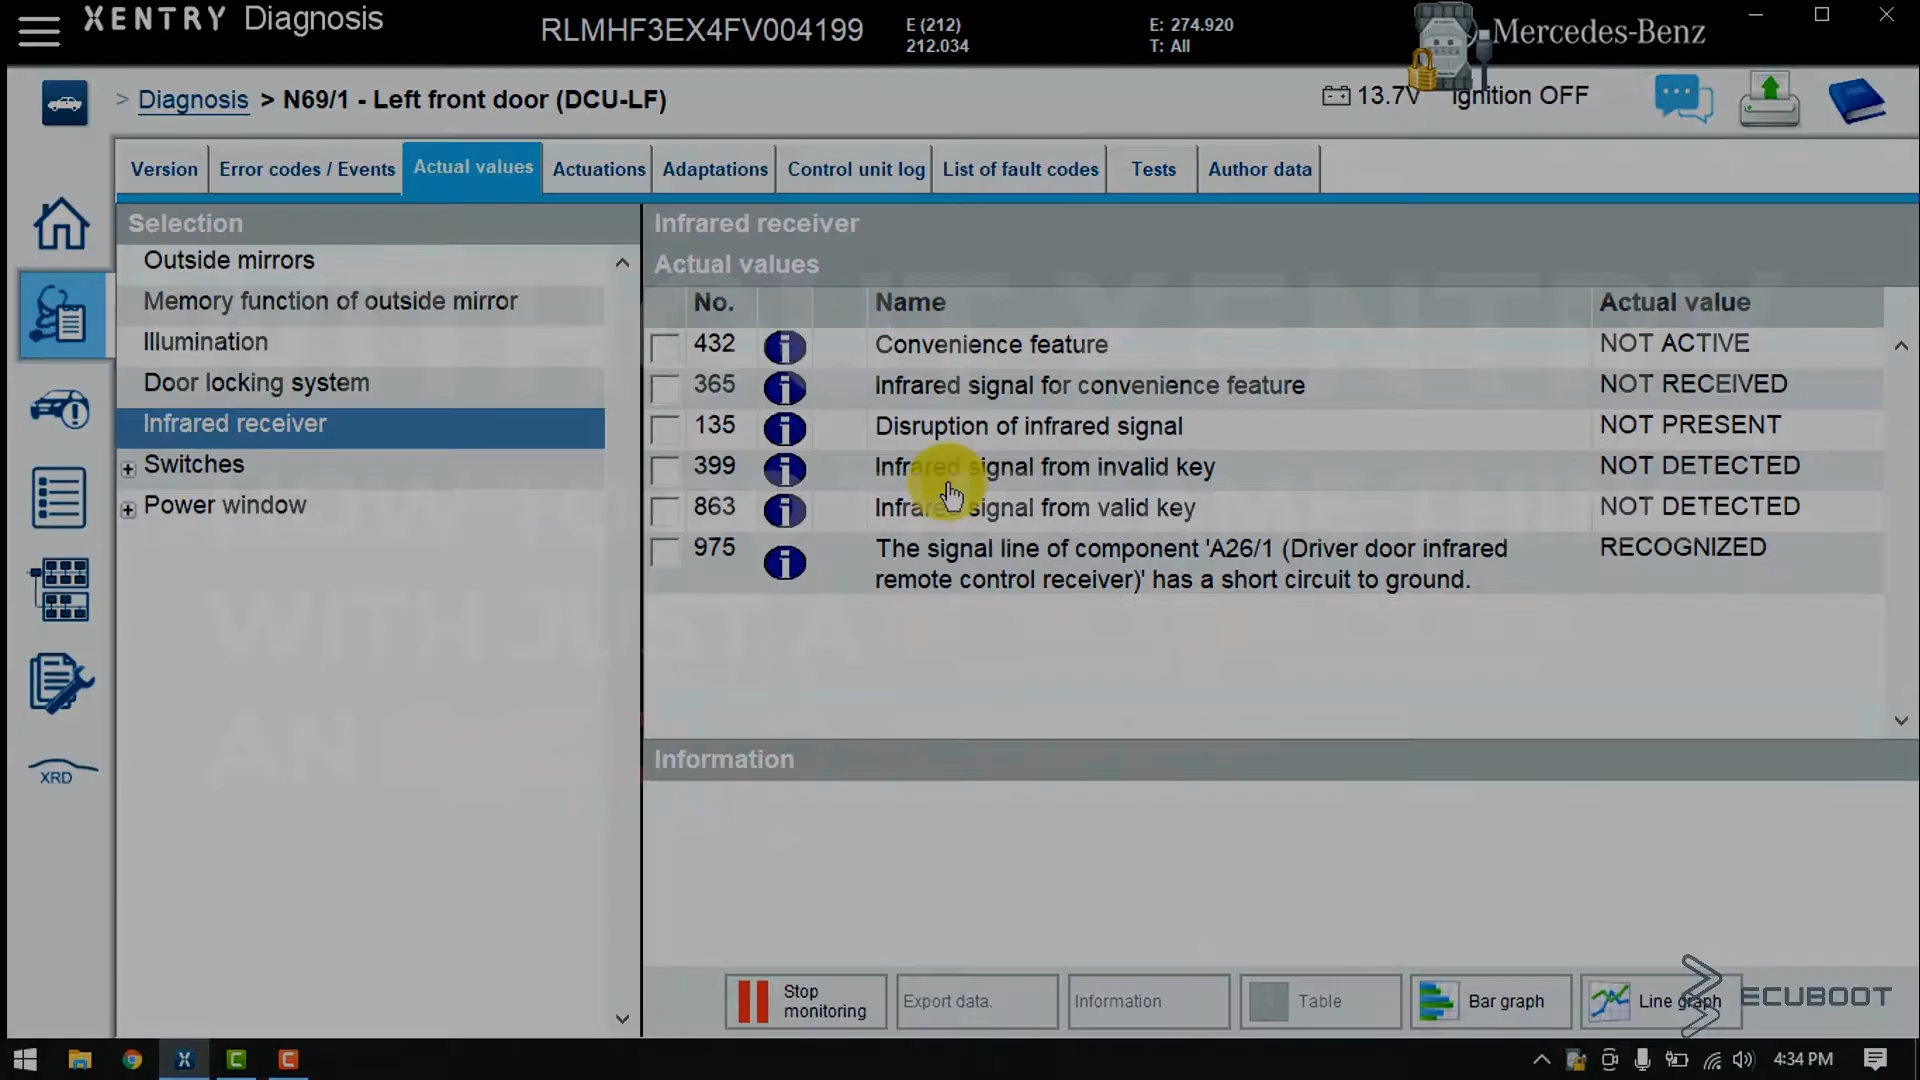 XENTRY Diagnosis
RLMHF3EX4FV004199
E (212)
212.034
E: 274.920
T: All
Mercedes-Benz
> Diagnosis > N69/1 - Left front door (DCU-LF)
13.7V
Ignition OFF
Version
Error codes / Events
Actual values
Actuations
Adaptations
Control unit log
List of fault codes
Tests
Author data
Selection
Outside mirrors
Memory function of outside mirror
Illumination
Door locking system
Infrared receiver
Switches
Power window
XRD
Infrared receiver
Actual values
No. Name Actual value
432 Convenience feature NOT ACTIVE
365 Infrared signal for convenience feature NOT RECEIVED
135 Disruption of infrared signal NOT PRESENT
399 Infrared signal from invalid key NOT DETECTED
863 Infrared signal from valid key NOT DETECTED
975 The signal line of component 'A26/1 (Driver door infrared RECOGNIZED
remote control receiver)' has a short circuit to ground.
WITH JUST A
AN
Information
Stop
monitoring
Export data.
Information
Table
Bar graph
Line graph
ECUBOOT
4:34 PM